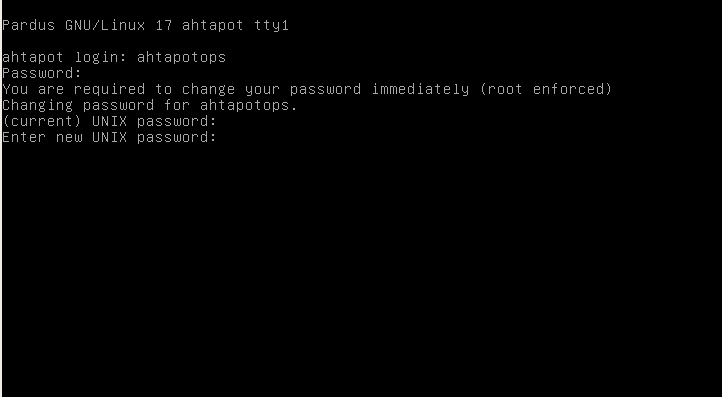 Pardus GNU/Linux 17 ahtapot tty1
ahtapot login: ahtapotops
Password:
You are required to change your password immediately (root enforced)
Changing password for ahtapotops.
(current) UNIX password:
Enter new UNIX password: